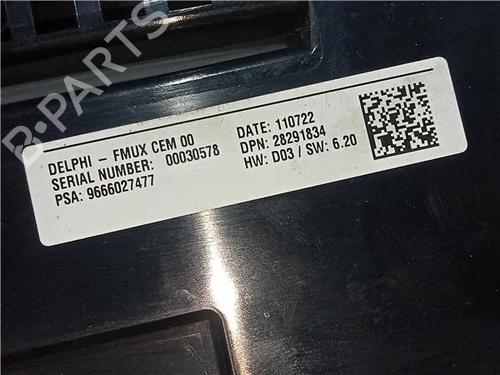 DELPHI - FMUX CEM 00
SERIAL NUMBER: 00030578
PSA: 9666027477
DATE: 110722
DPN: 28291834
HW: D03 / SW: 6.20
B-PARTS
B-PARTS